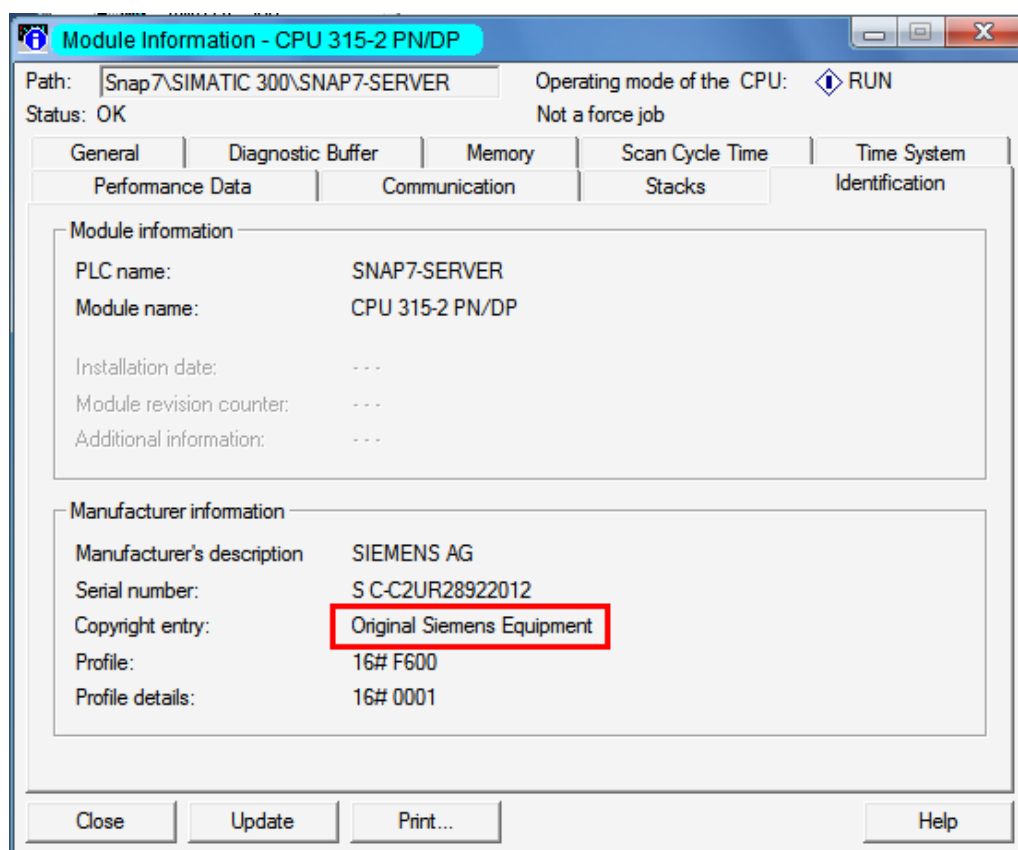 Module Information - CPU 315-2 PN/DP
Path: Snap7\SIMATIC 300\SNAP7-SERVER Operating mode of the CPU: RUN
Status: OK Not a force job
General Diagnostic Buffer Memory Scan Cycle Time Time System
Performance Data Communication Stacks Identification
Module information
PLC name: SNAP7-SERVER
Module name: CPU 315-2 PN/DP
Installation date: - - -
Module revision counter: - - -
Additional information: - - -
Manufacturer information
Manufacturer's description SIEMENS AG
Serial number: S C-C2UR28922012
Copyright entry: Original Siemens Equipment
Profile: 16# F600
Profile details: 16# 0001
Close Update Print... Help